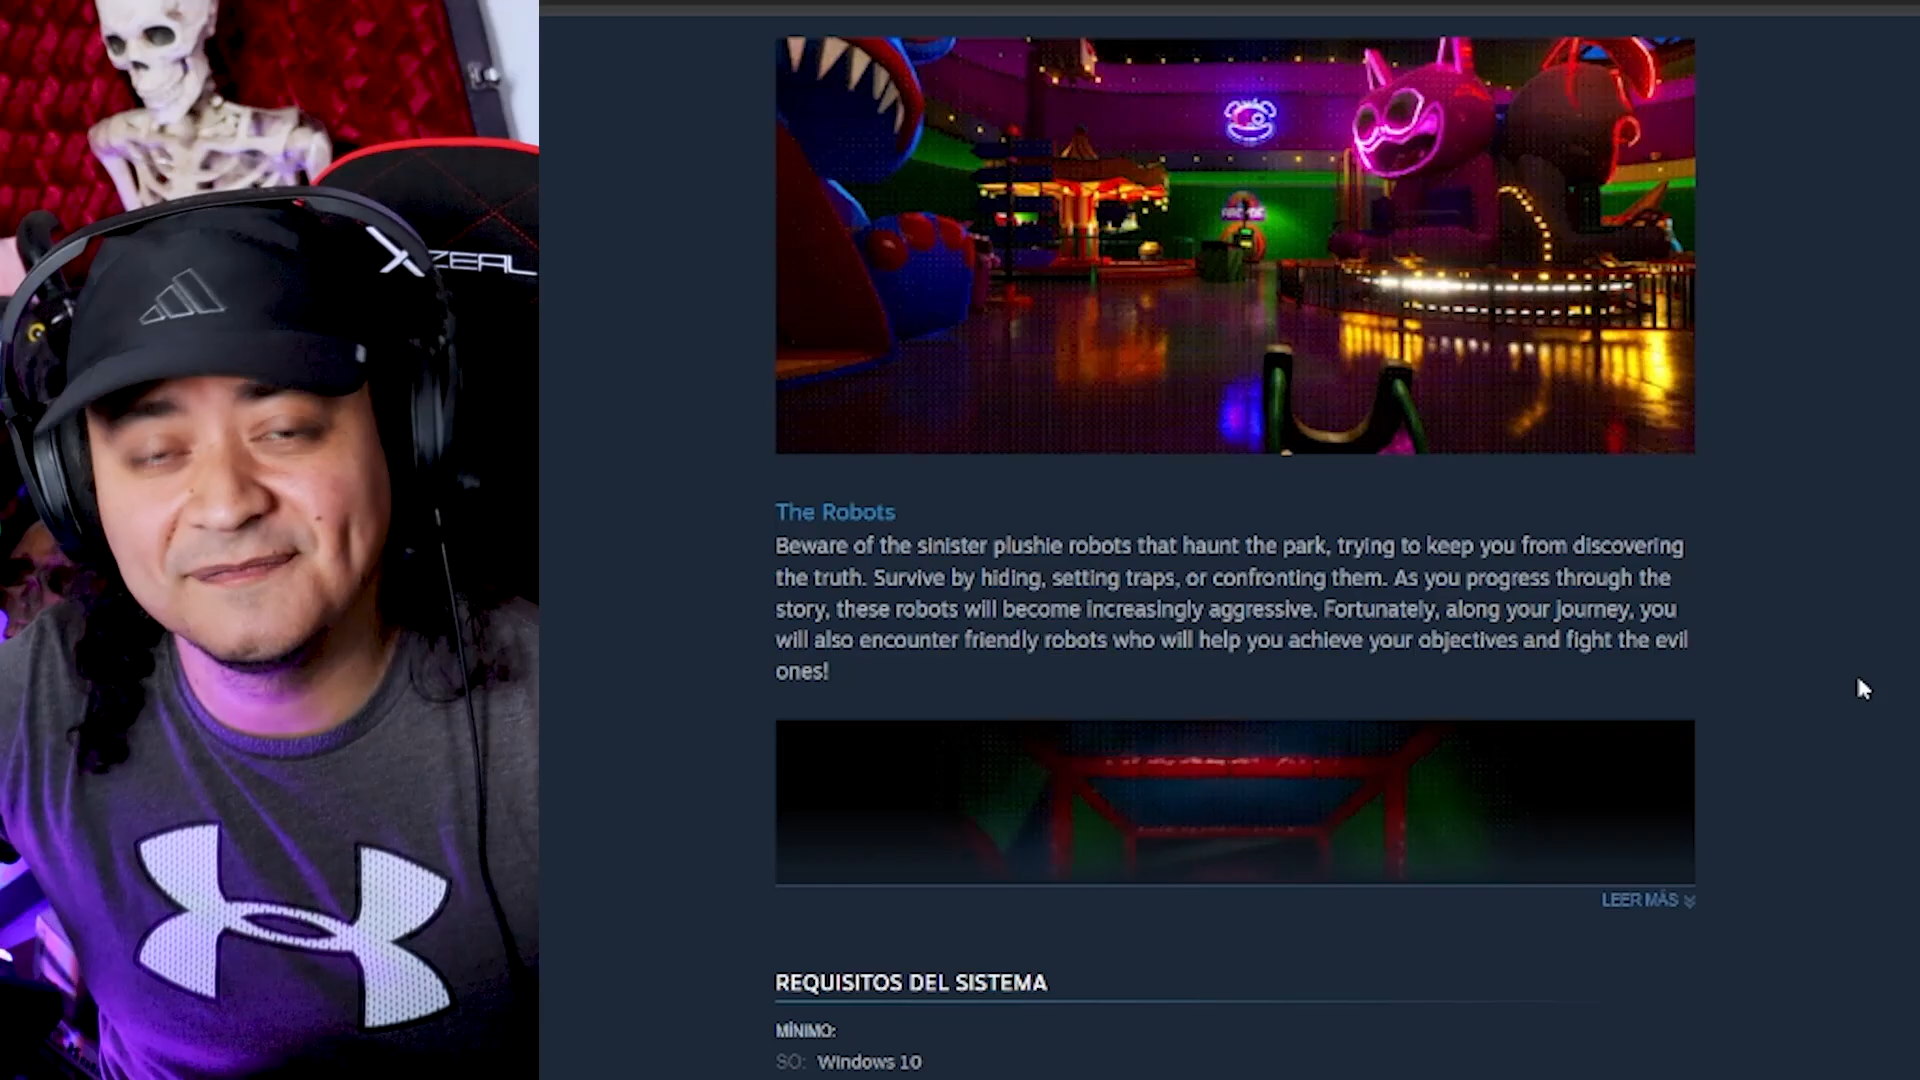 XZEAL
ARCADE
The Robots
Beware of the sinister plushie robots that haunt the park, trying to keep you from discovering
the truth. Survive by hiding, setting traps, or confronting them. As you progress through the
story, these robots will become increasingly aggressive. Fortunately, along your journey, you
will also encounter friendly robots who will help you achieve your objectives and fight the evil
ones!
LEER MÁS
REQUISITOS DEL SISTEMA
MÍNIMO:
SO: Windows 10